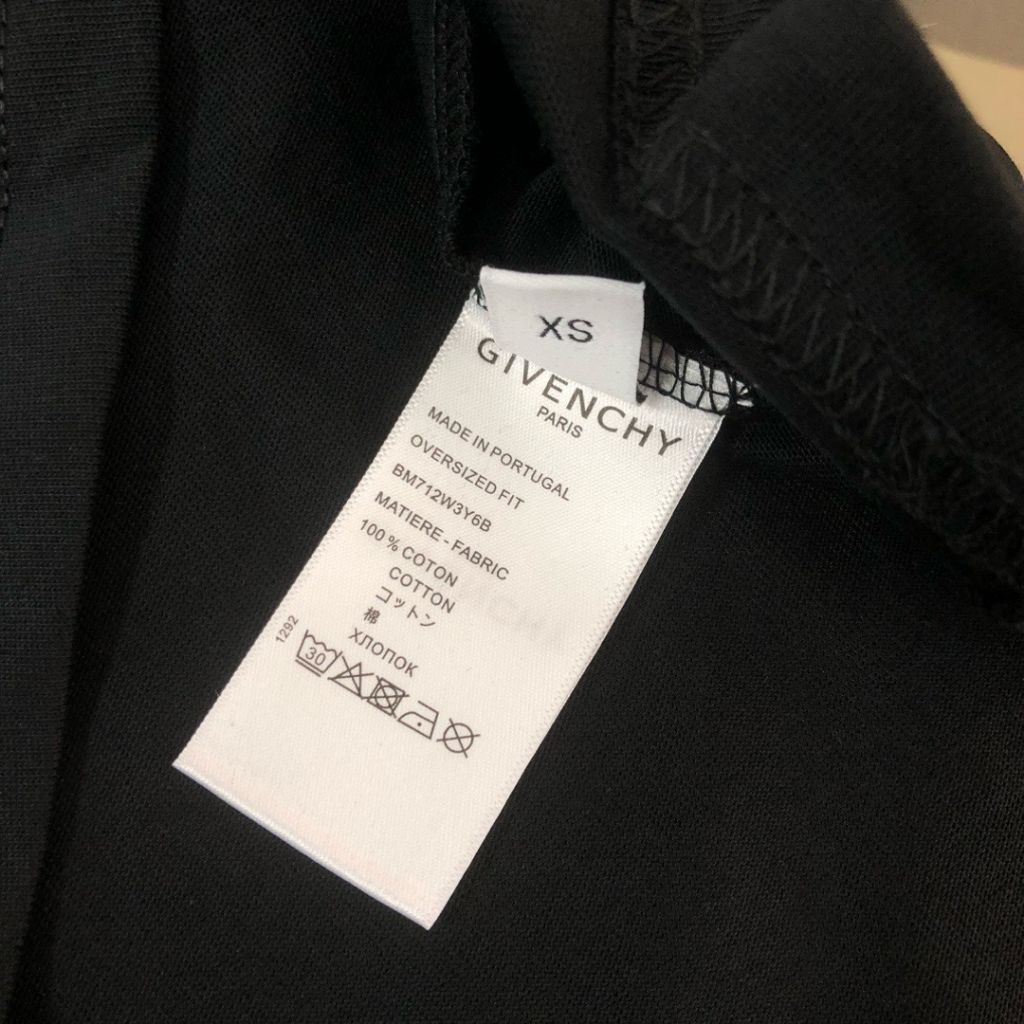 XS
GIVENCHY
PARIS
MADE IN PORTUGAL
OVERSIZED FIT
BM712W3Y6B
MATIERE - FABRIC
100 % COTON
COTTON
コットン
棉
ХЛОПОК
1292
30